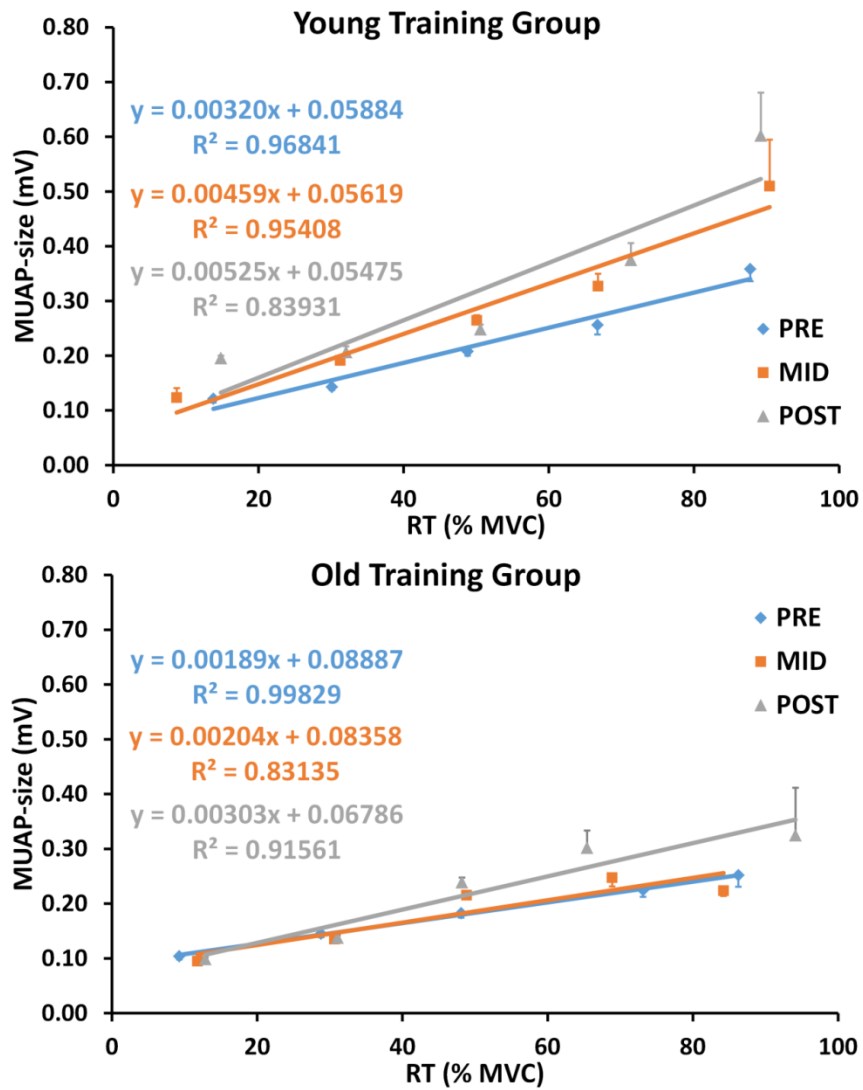 Young Training Group
0.80
0.70
0.60
0.50
0.40
0.30
0.20
0.10
0.00
MUAP-size (mV)
y = 0.00320x + 0.05884
R² = 0.96841
y = 0.00459x + 0.05619
R² = 0.95408
y = 0.00525x + 0.05475
R² = 0.83931
PRE
MID
POST
0 20 40 60 80 100
RT (% MVC)
Old Training Group
0.80
0.70
0.60
0.50
0.40
0.30
0.20
0.10
0.00
MUAP-size (mV)
y = 0.00189x + 0.08887
R² = 0.99829
y = 0.00204x + 0.08358
R² = 0.83135
y = 0.00303x + 0.06786
R² = 0.91561
PRE
MID
POST
0 20 40 60 80 100
RT (% MVC)